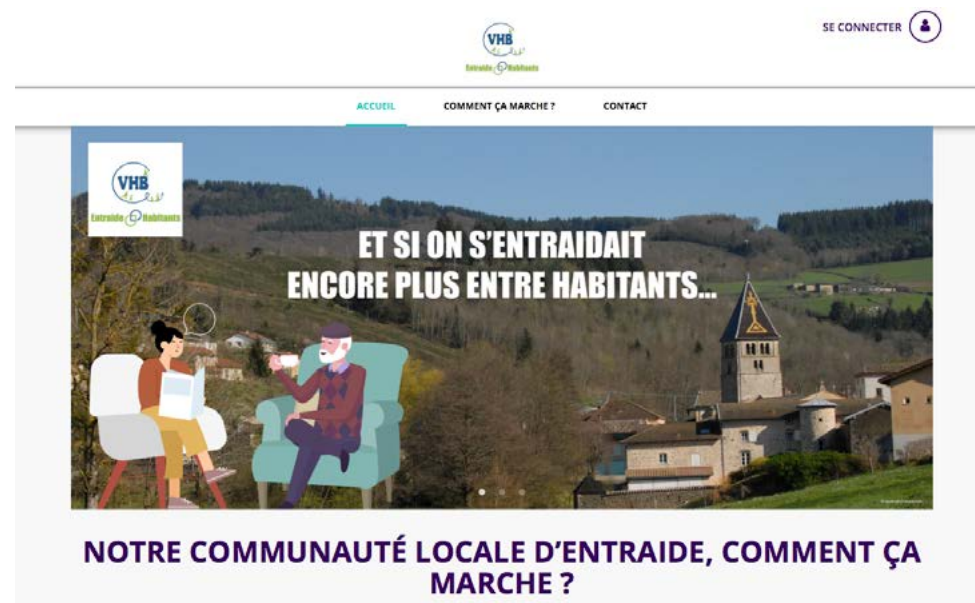 SE CONNECTER
VHB
Entraide Habitants
ACCUEIL
COMMENT ÇA MARCHE ?
CONTACT
VHB
Entraide Habitants
ET SI ON S'ENTRAIDAIT
ENCORE PLUS ENTRE HABITANTS...
NOTRE COMMUNAUTÉ LOCALE D'ENTRAIDE, COMMENT ÇA
MARCHE ?